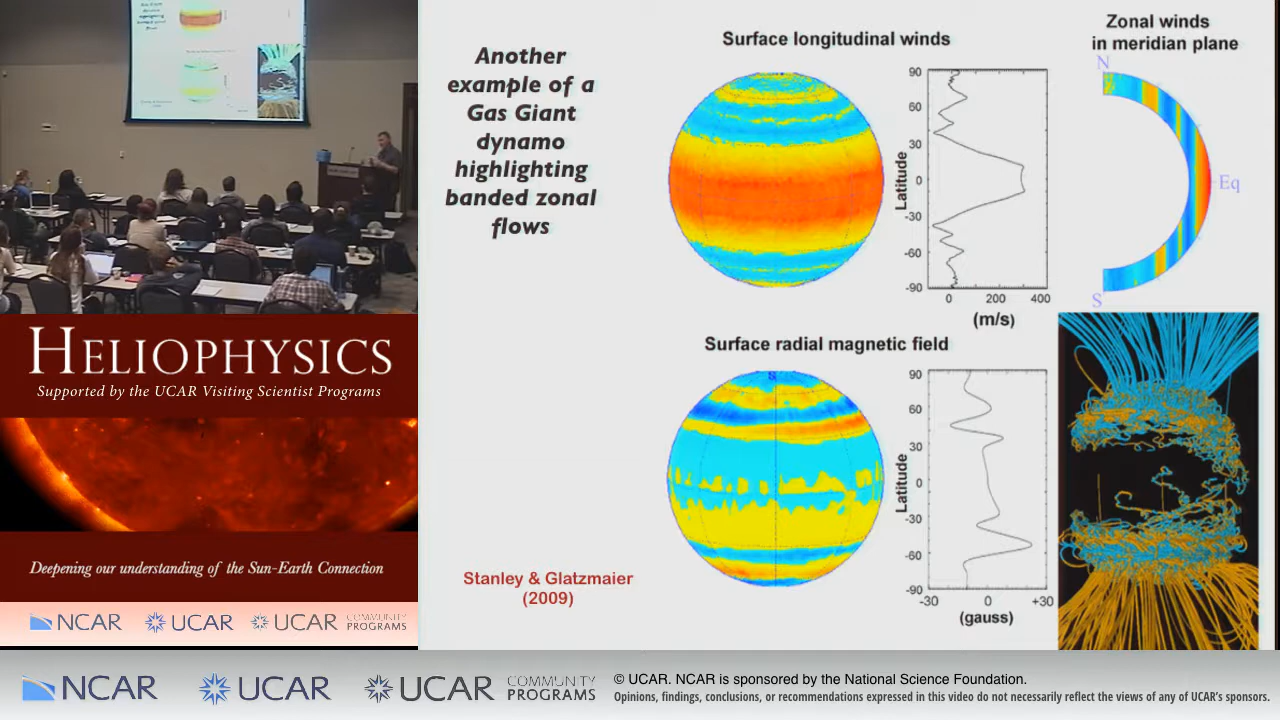 Another
example of a
Gas Giant
dynamo
highlighting
banded zonal
flows
Surface longitudinal winds
90
60
30
0
-30
-60
-90
Latitude
0 200 400
(m/s)
Zonal winds
in meridian plane
N
Eq
S
Surface radial magnetic field
S
90
60
30
0
-30
-60
-90
Latitude
-30 0 +30
(gauss)
Stanley & Glatzmaier
(2009)
HELIOPHYSICS
Supported by the UCAR Visiting Scientist Programs
Deepening our understanding of the Sun-Earth Connection
NCAR UCAR UCAR COMMUNITY PROGRAMS
NCAR UCAR UCAR COMMUNITY PROGRAMS
© UCAR. NCAR is sponsored by the National Science Foundation.
Opinions, findings, conclusions, or recommendations expressed in this video do not necessarily reflect the views of any of UCAR's sponsors.